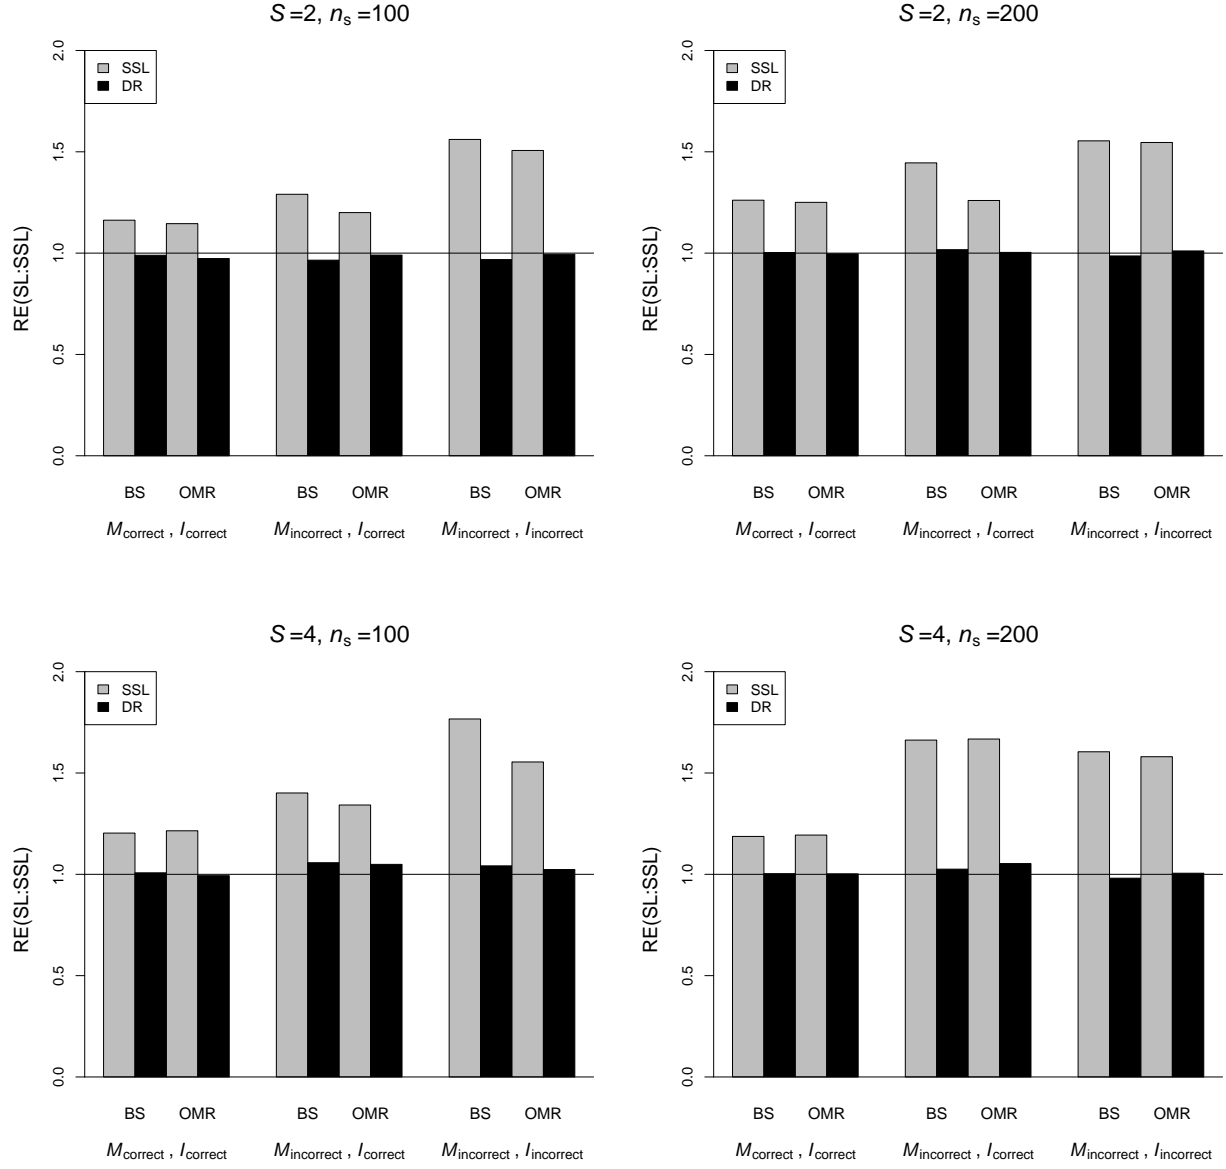 S=2, nₛ=100
2.0
SSL
DR
1.5
1.0
0.5
0.0
RE(SL:SSL)
BS OMR BS OMR BS OMR
Mcorrect , Icorrect Mincorrect , Icorrect Mincorrect , Iincorrect
S=2, nₛ=200
2.0
SSL
DR
1.5
1.0
0.5
0.0
RE(SL:SSL)
BS OMR BS OMR BS OMR
Mcorrect , Icorrect Mincorrect , Icorrect Mincorrect , Iincorrect
S=4, nₛ=100
2.0
SSL
DR
1.5
1.0
0.5
0.0
RE(SL:SSL)
BS OMR BS OMR BS OMR
Mcorrect , Icorrect Mincorrect , Icorrect Mincorrect , Iincorrect
S=4, nₛ=200
2.0
SSL
DR
1.5
1.0
0.5
0.0
RE(SL:SSL)
BS OMR BS OMR BS OMR
Mcorrect , Icorrect Mincorrect , Icorrect Mincorrect , Iincorrect